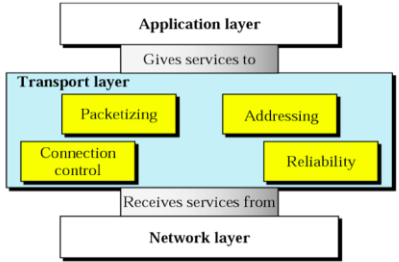 Application layer
Gives services to
Transport layer
Packetizing
Addressing
Connection
control
Reliability
Receives services from
Network layer